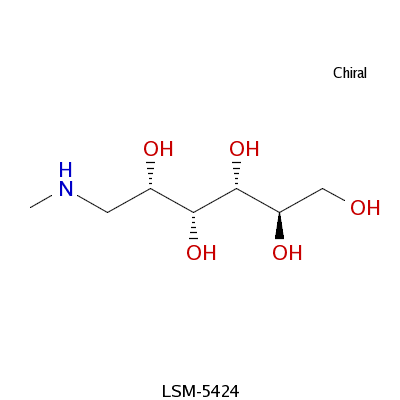 Chiral
OH OH
H
N
OH
OH OH
LSM-5424